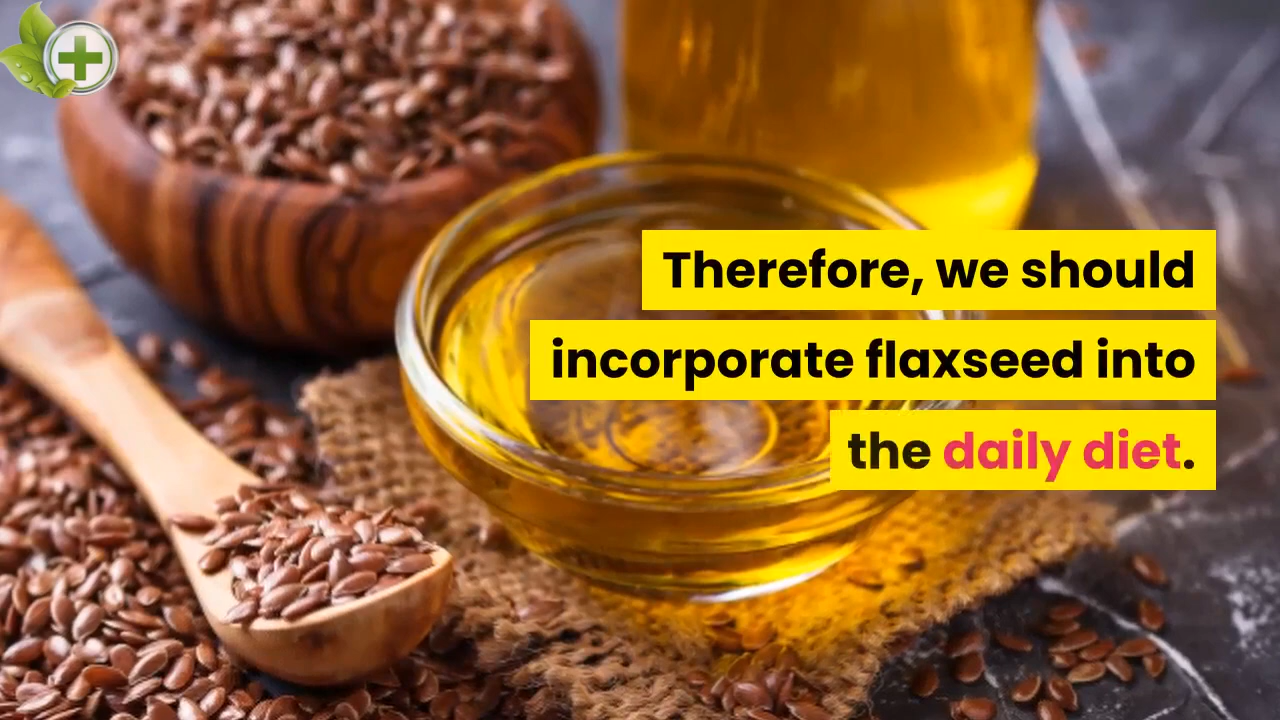 Therefore, we should
incorporate flaxseed into
the daily diet.